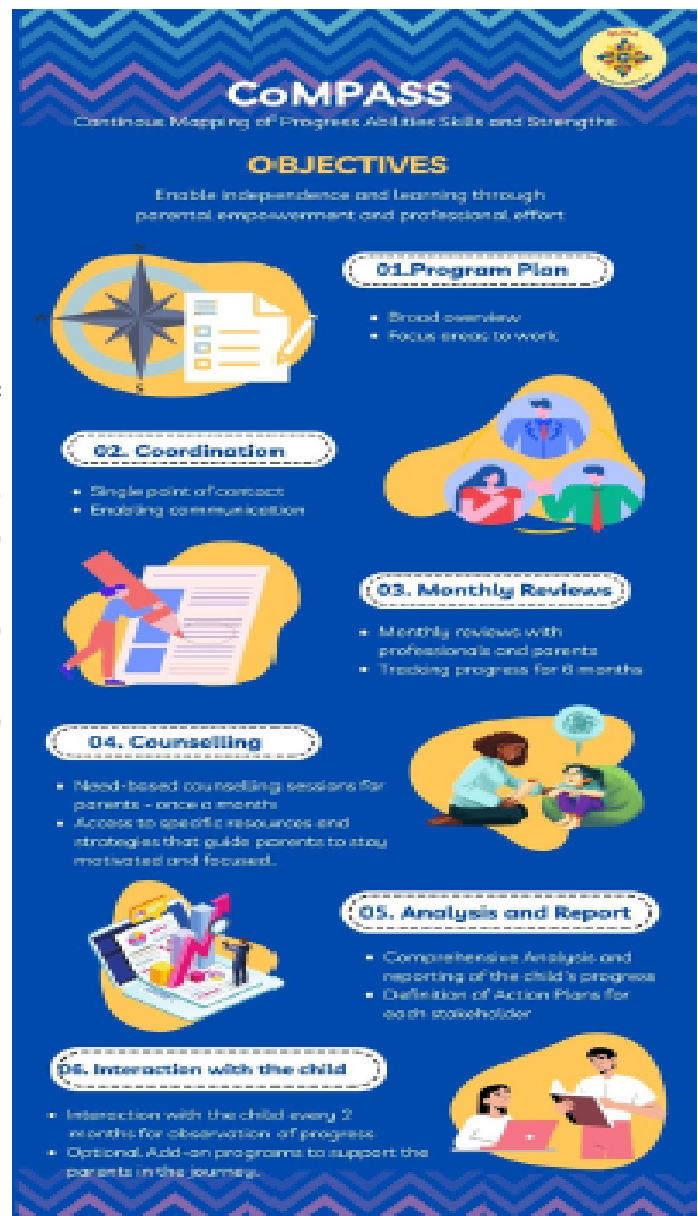 CoMPASS
Continous Mapping of Progress Abilities Skills and Strengths
OBJECTIVES
Enable independence and learning through
parental empowerment and professional effort
N
S
01.Program Plan
• Broad overview
• Focus areas to work
02. Coordination
• Single point of contact
• Enabling communication
03. Monthly Reviews
• Monthly reviews with
professionals and parents
• Tracking progress for 6 months
04. Counselling
• Need-based counselling sessions for
parents - once a month
• Access to specific resources and
strategies that guide parents to stay
motivated and focused.
05. Analysis and Report
• Comprehensive Analysis and
reporting of the child's progress
• Definition of Action Plans for
each stakeholder
06. Interaction with the child
• Interaction with the child every 2
months for observation of progress
• Optional Add-on programs to support the
parents in the journey.